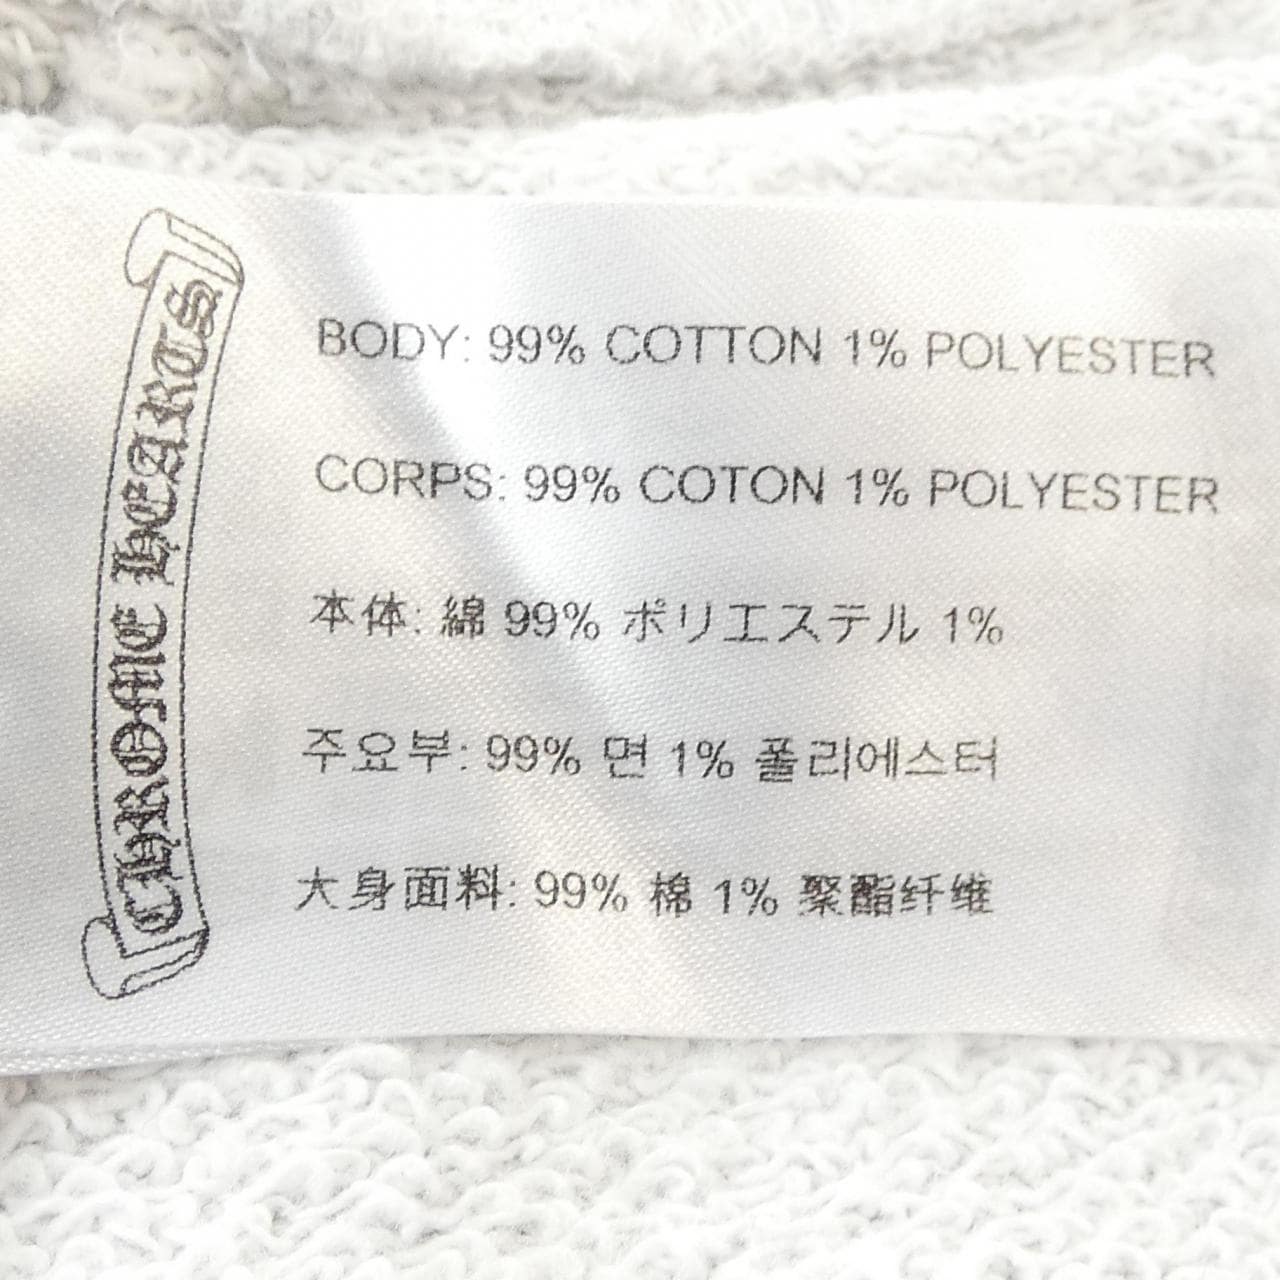 CHROME HEARTS
BODY: 99% COTTON 1% POLYESTER
CORPS: 99% COTON 1% POLYESTER
本体: 綿 99% ポリエステル 1%
주요부: 99% 면 1% 폴리에스터
大身面料: 99% 棉 1% 聚酯纤维